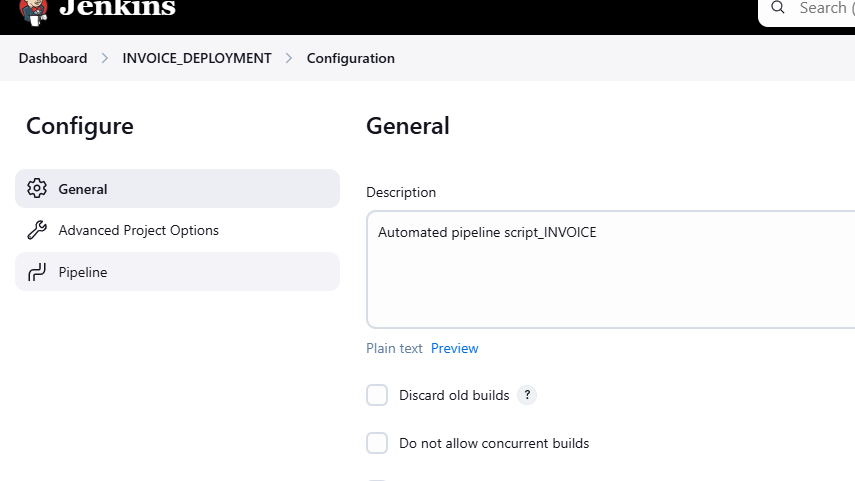 Jenkins
Search (
Dashboard > INVOICE_DEPLOYMENT > Configuration
Configure
General
Advanced Project Options
Pipeline
General
Description
Automated pipeline script_INVOICE
Plain text Preview
Discard old builds ?
Do not allow concurrent builds